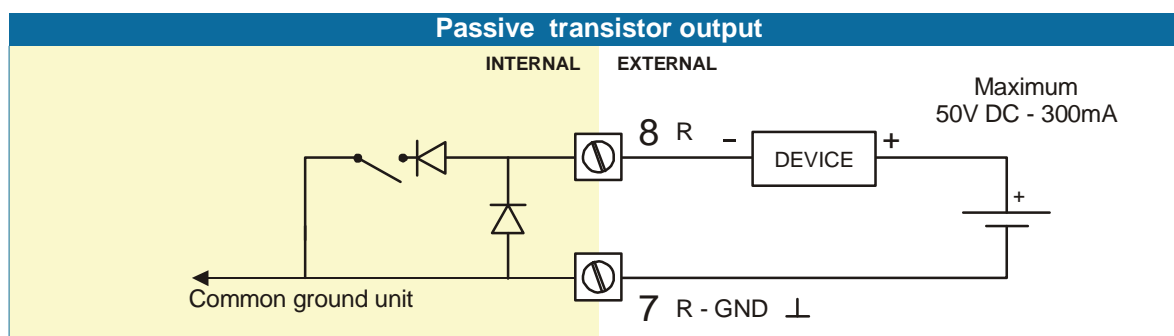 Passive transistor output
INTERNAL EXTERNAL
Maximum
50V DC - 300mA
8 R - DEVICE +
+
Common ground unit
7 R - GND ⊥